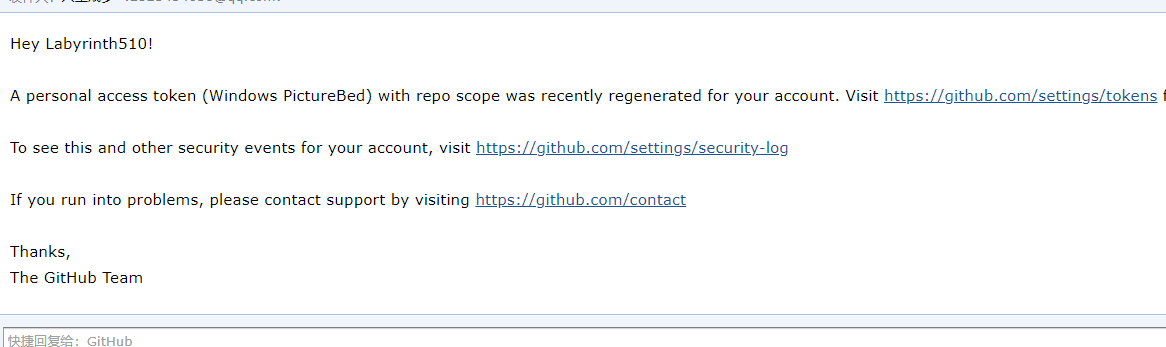 Hey Labyrinth510!
A personal access token (Windows PictureBed) with repo scope was recently regenerated for your account. Visit https://github.com/settings/tokens f
To see this and other security events for your account, visit https://github.com/settings/security-log
If you run into problems, please contact support by visiting https://github.com/contact
Thanks,
The GitHub Team
快捷回复给：GitHub